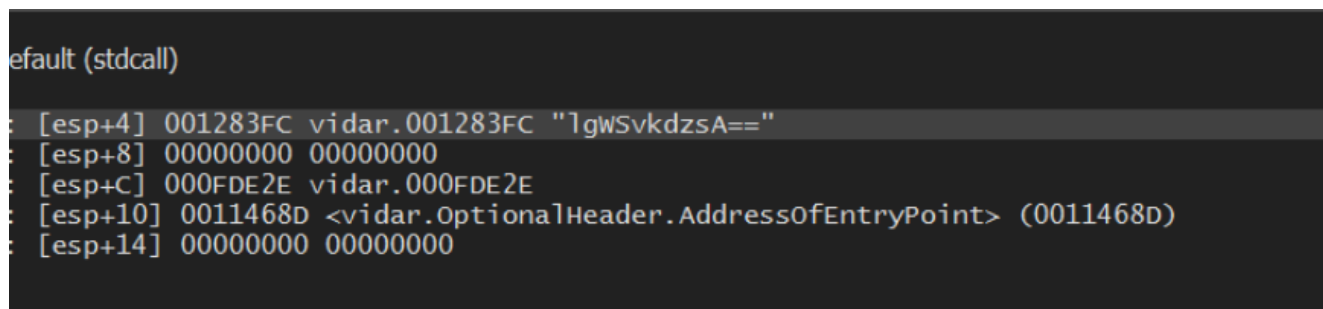 efault (stdcall)
: [esp+4] 001283FC vidar.001283FC "lgWSvkdzsA=="
: [esp+8] 00000000 00000000
: [esp+C] 000FDE2E vidar.000FDE2E
: [esp+10] 0011468D <vidar.OptionalHeader.AddressOfEntryPoint> (0011468D)
: [esp+14] 00000000 00000000